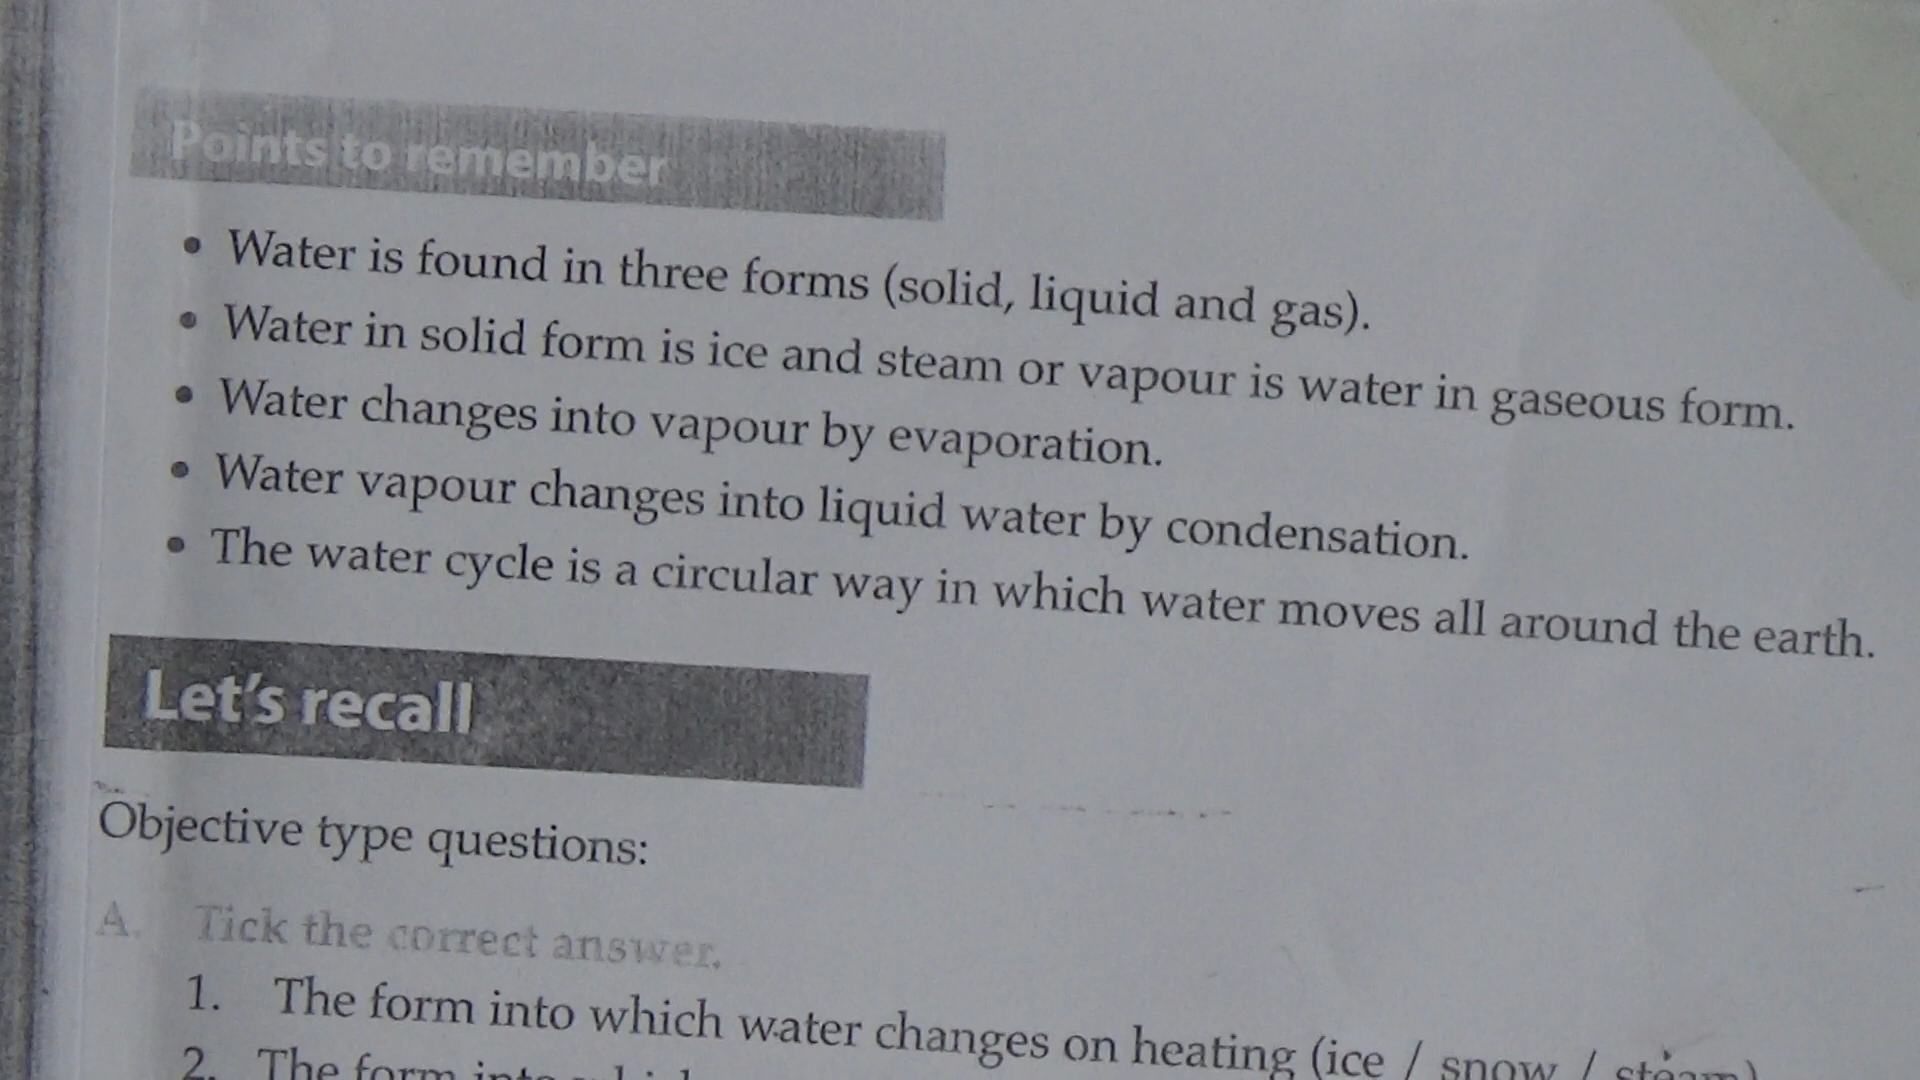 Points to remember
• Water is found in three forms (solid, liquid and gas).
• Water in solid form is ice and steam or vapour is water in gaseous form.
• Water changes into vapour by evaporation.
• Water vapour changes into liquid water by condensation.
• The water cycle is a circular way in which water moves all around the earth.
Let's recall
Objective type questions:
A. Tick the correct answer.
1. The form into which water changes on heating (ice / snow / steam)
2. The form into